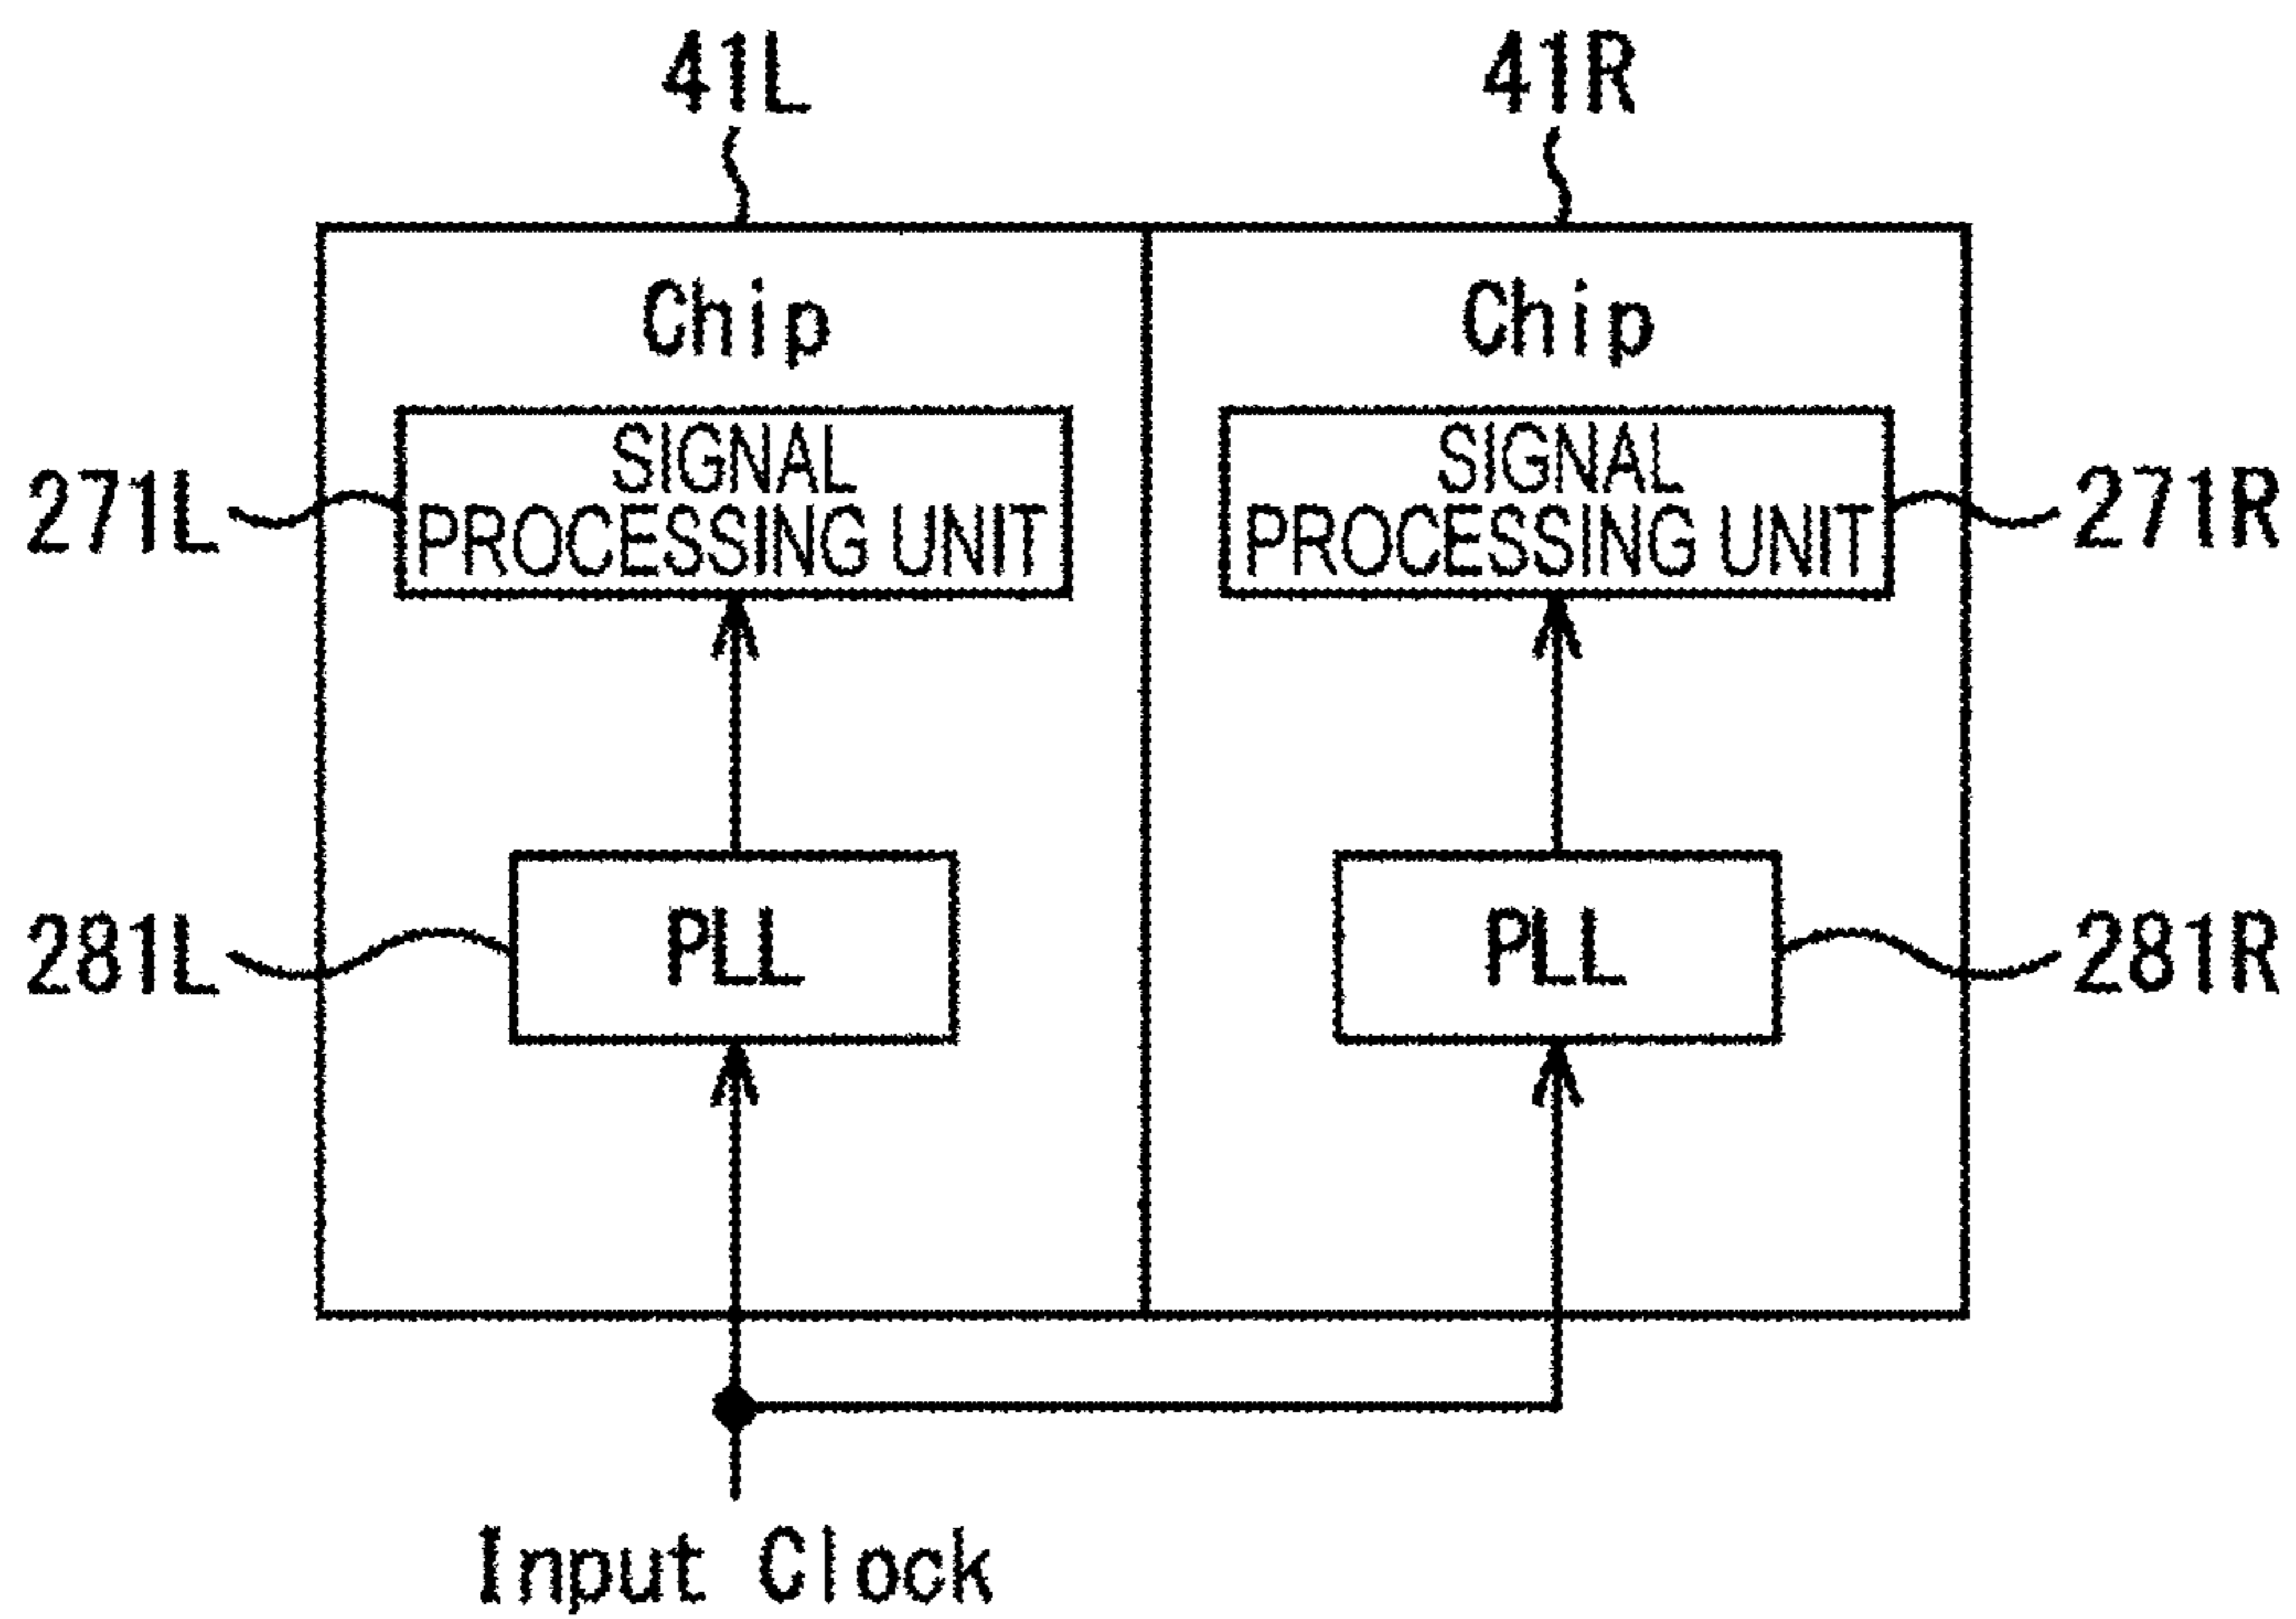 41L 41R
Chip Chip
SIGNAL
PROCESSING UNIT
SIGNAL
PROCESSING UNIT
271L 271R
PLL PLL
281L 281R
Input Clock